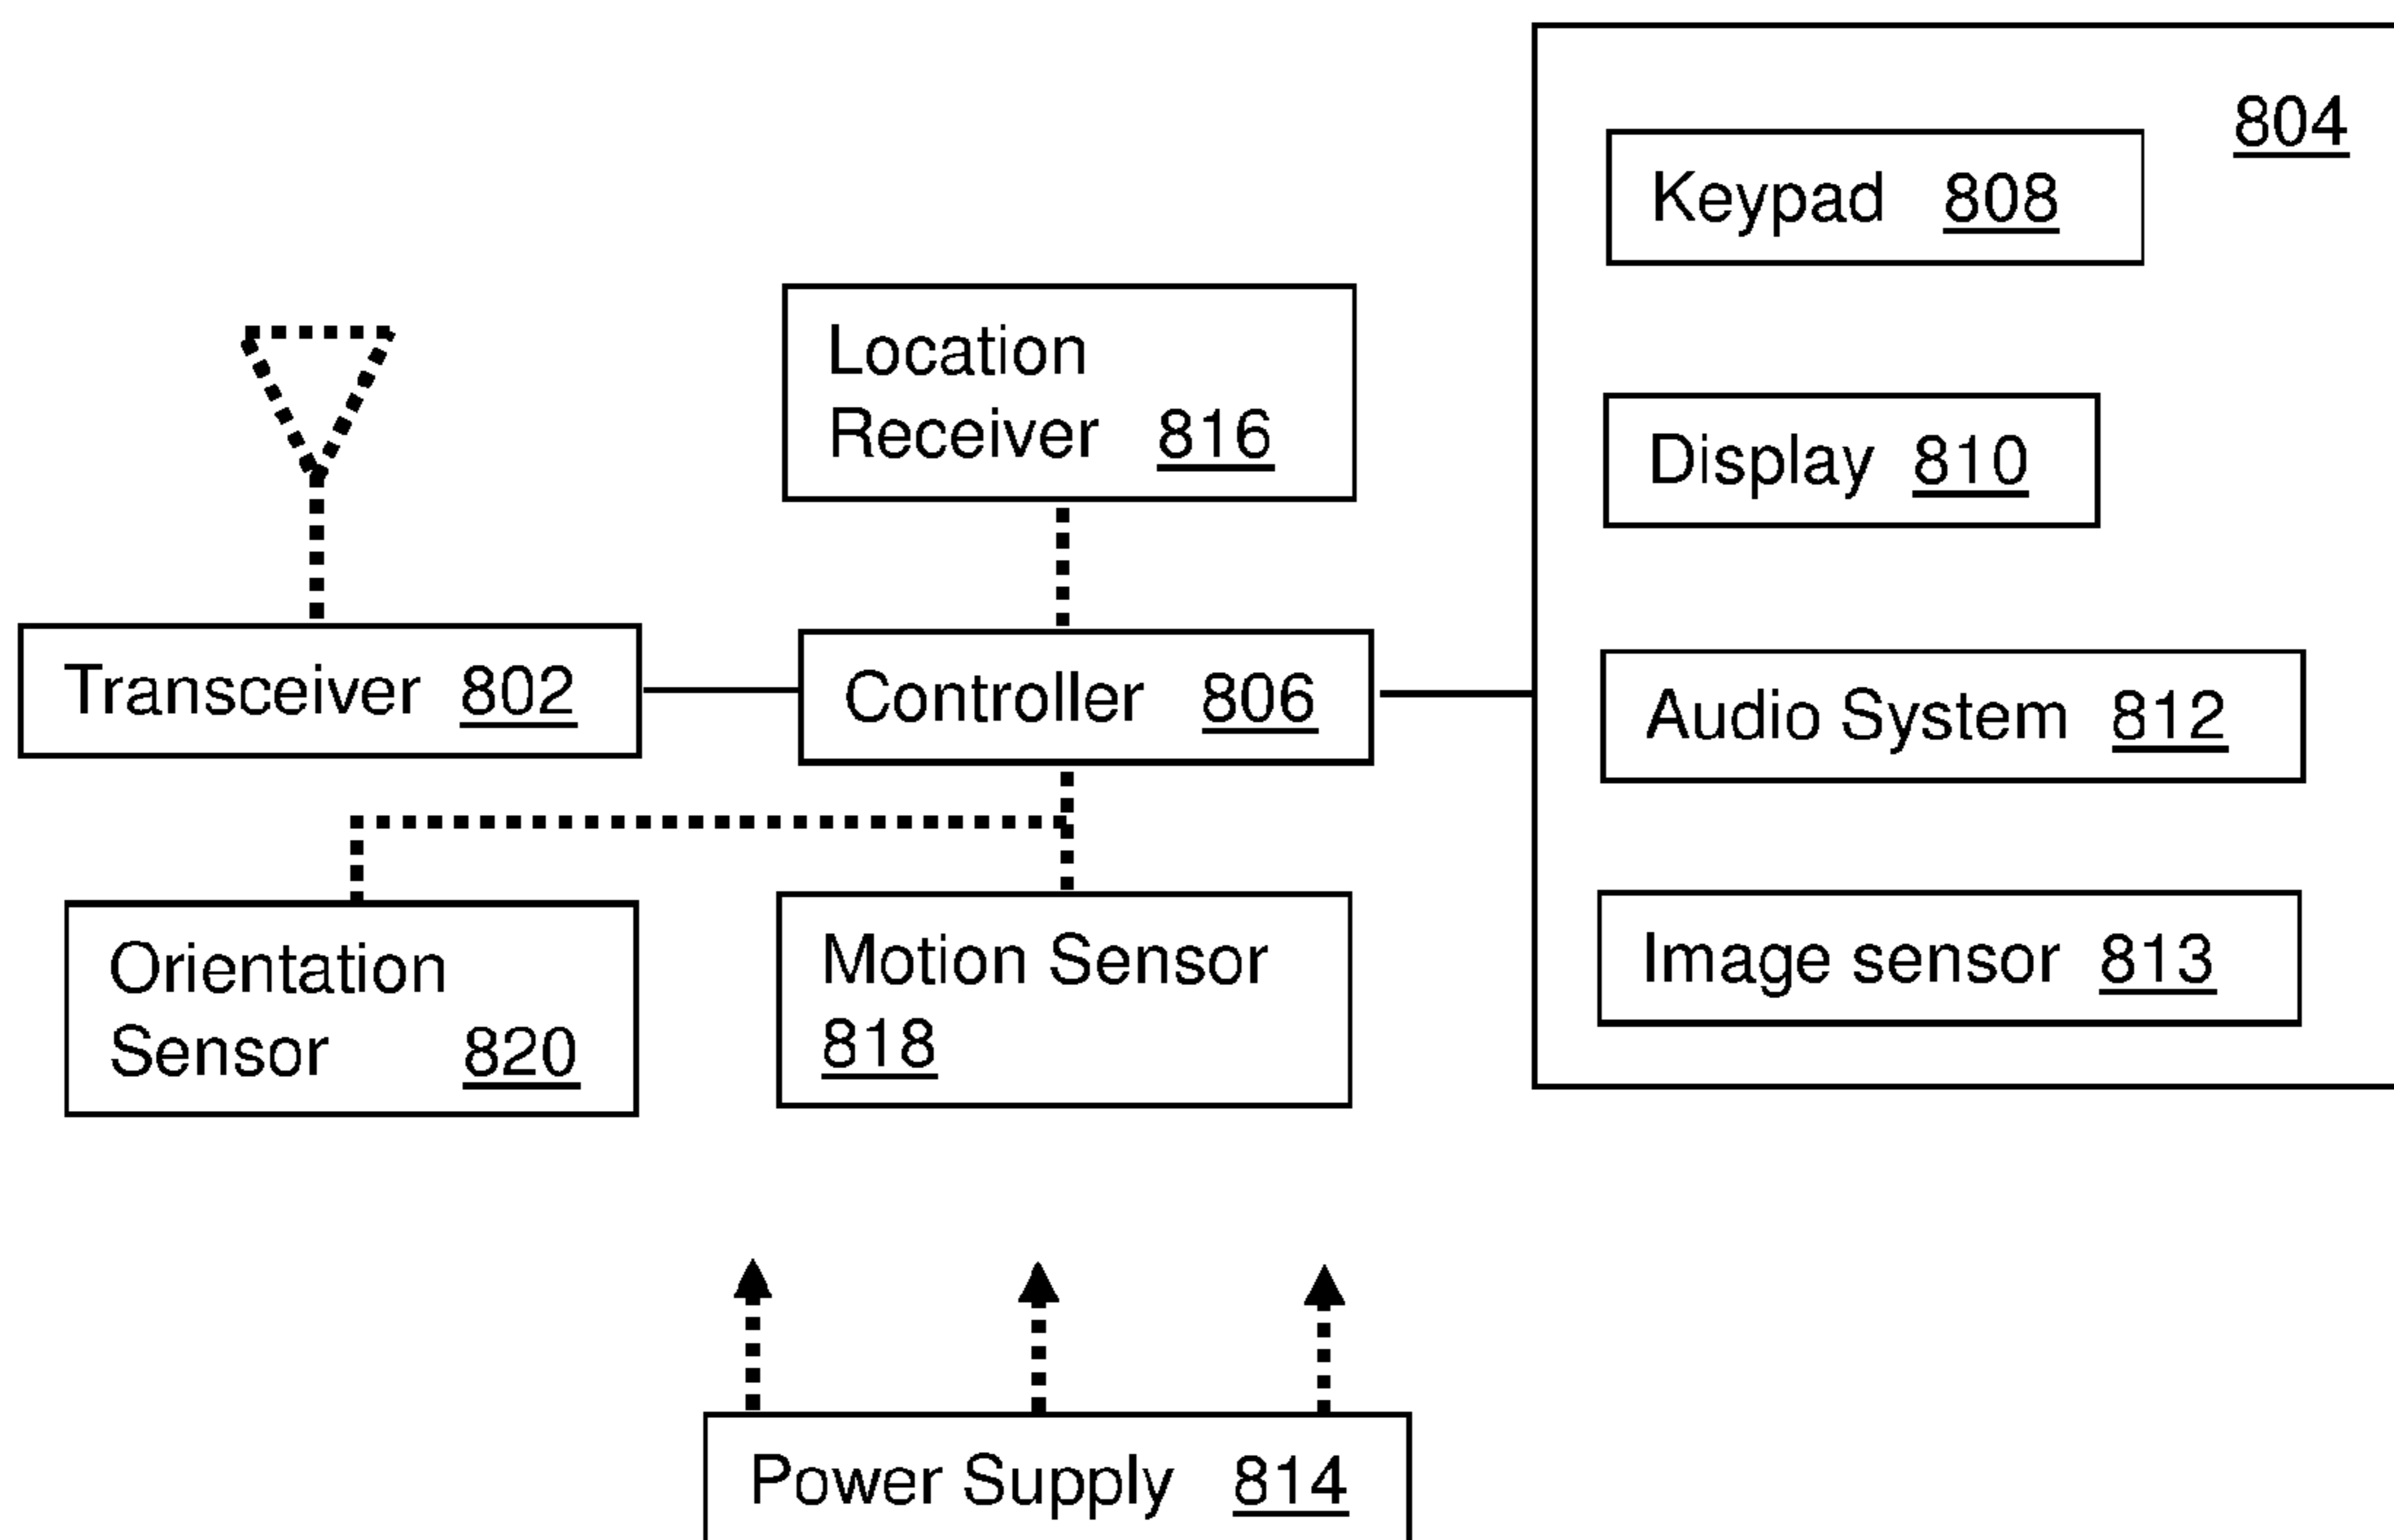 804
Keypad 808
Location
Receiver 816
Display 810
Transceiver 802
Controller 806
Audio System 812
Orientation
Sensor 820
Motion Sensor
818
Image sensor 813
Power Supply 814